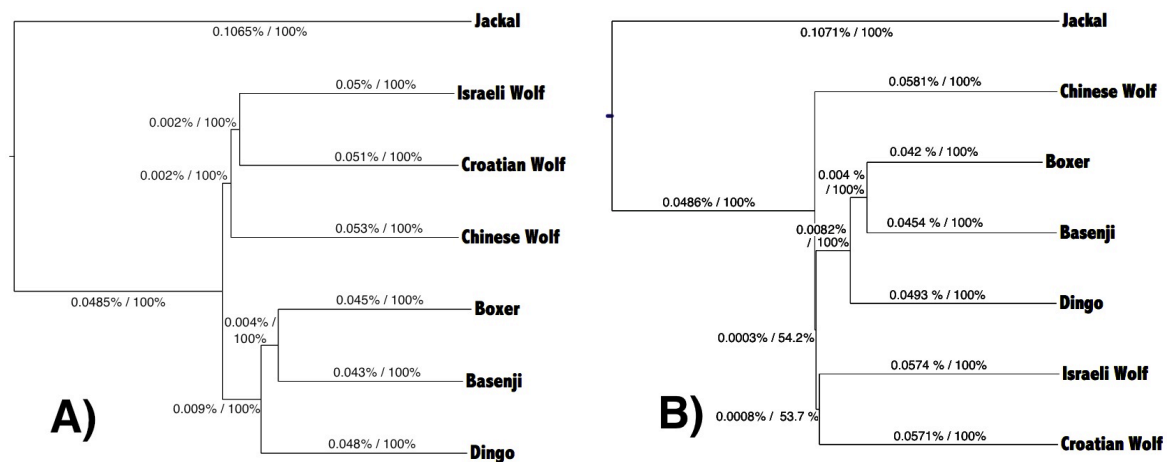 Jackal
0.1065% / 100%
0.05% / 100%
Israeli Wolf
0.002% / 100%
0.051% / 100%
Croatian Wolf
0.002% / 100%
0.053% / 100%
Chinese Wolf
0.0485% / 100%
0.045% / 100%
Boxer
0.004% /
100%
0.043% / 100%
Basenji
0.009% / 100%
0.048% / 100%
Dingo
A)
Jackal
0.1071% / 100%
0.0581% / 100%
Chinese Wolf
0.042 % / 100%
Boxer
0.004 %
/ 100%
0.0486% / 100%
0.0454 % / 100%
Basenji
0.0082%
/ 100%
0.0493 % / 100%
Dingo
0.0003% / 54.2%
0.0574 % / 100%
Israeli Wolf
0.0008% / 53.7 %
0.0571% / 100%
Croatian Wolf
B)